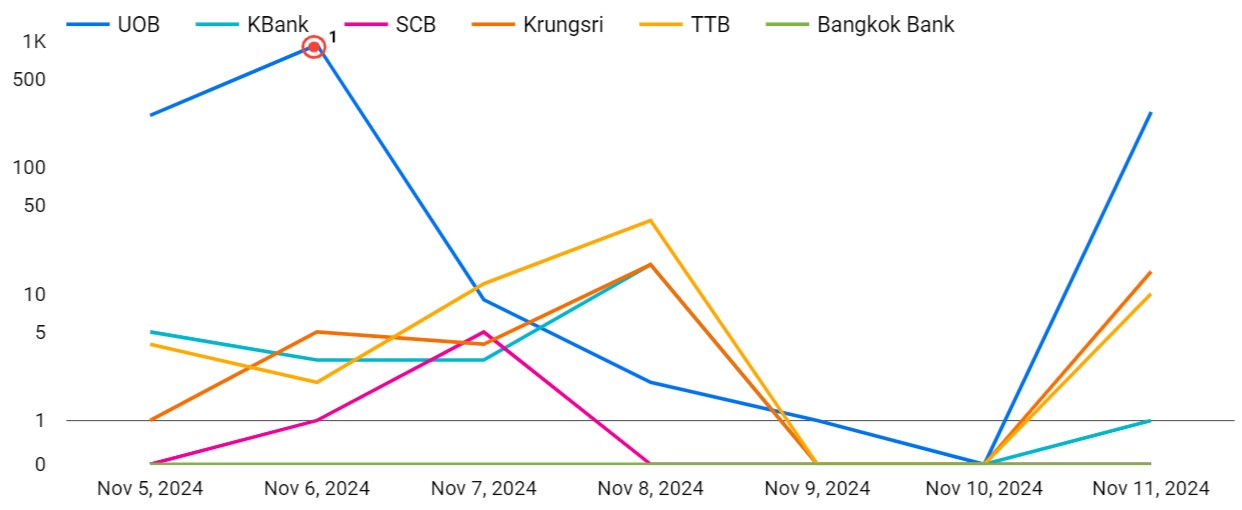 UOB KBank SCB Krungsri TTB Bangkok Bank
1
1K
500
100
50
10
5
1
0
Nov 5, 2024 Nov 6, 2024 Nov 7, 2024 Nov 8, 2024 Nov 9, 2024 Nov 10, 2024 Nov 11, 2024